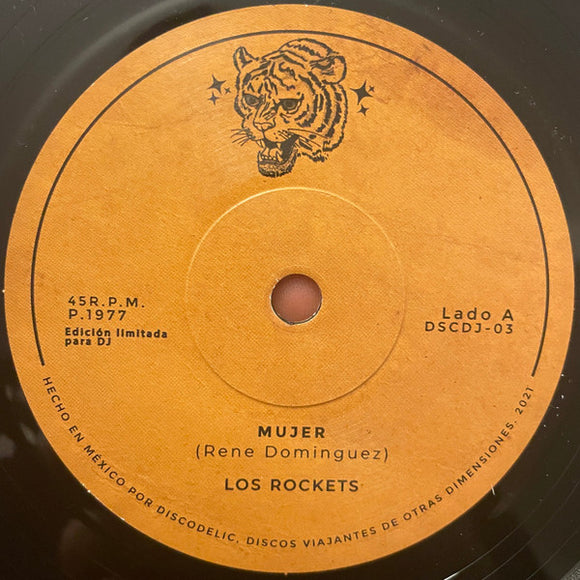 45R.P.M.
P.1977
Edición limitada
para DJ
Lado A
DSCDJ-03
MUJER
(Rene Dominguez)
LOS ROCKETS
HECHO EN MÉXICO POR DISCODELIC, DISCOS VIAJANTES DE OTRAS DIMENSIONES. 2021